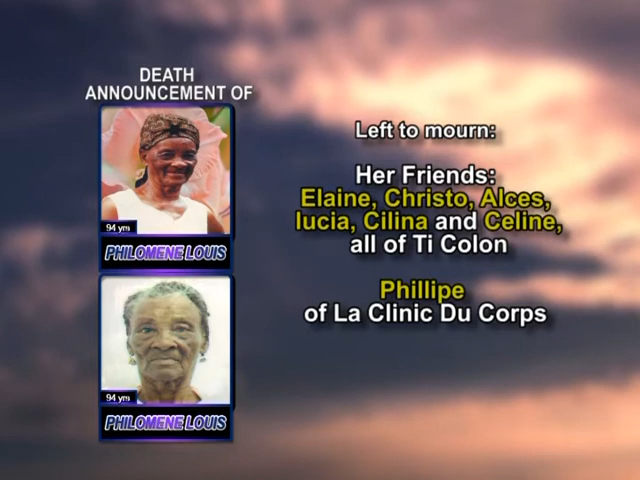 DEATH
ANNOUNCEMENT OF
94 yrs
PHILOMENE LOUIS
94 yrs
PHILOMENE LOUIS
Left to mourn:
Her Friends:
Elaine, Christo, Alces,
lucia, Cilina and Celine,
all of Ti Colon
Phillipe
of La Clinic Du Corps